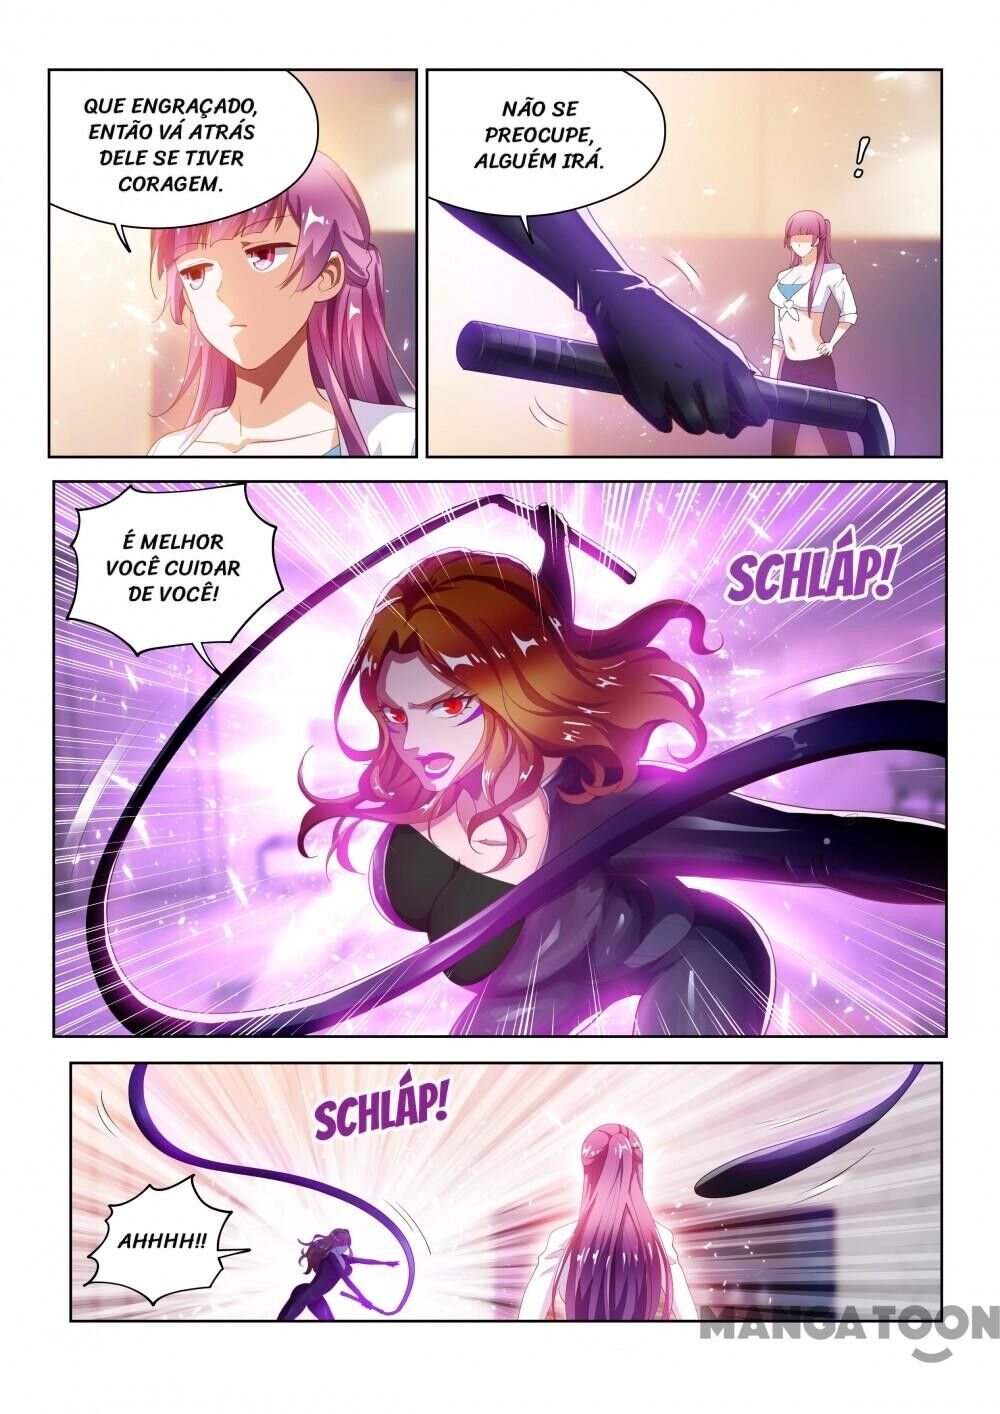 QUE ENGRAÇADO,
ENTÃO VÁ ATRÁS
DELE SE TIVER
CORAGEM.
NÃO SE
PREOCUPE,
ALGUÉM IRÁ.
!
É MELHOR
VOCÊ CUIDAR
DE VOCÊ!
SCHLÁP!
SCHLÁP!
AHHHH!!
MANGATOON